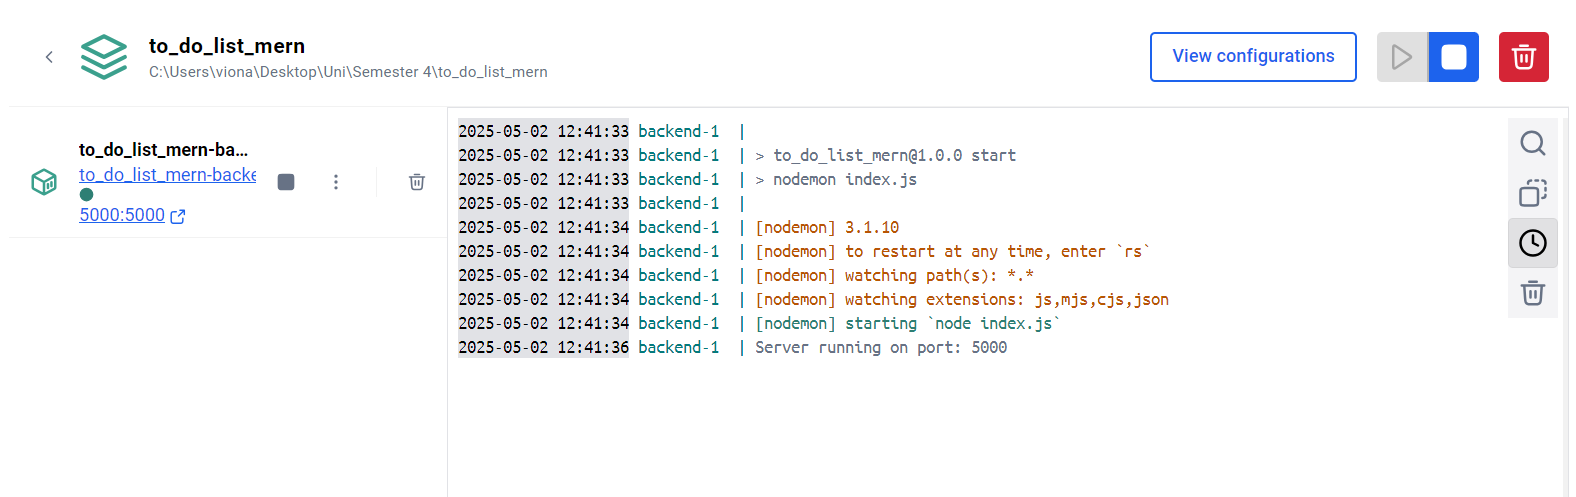 to_do_list_mern
C:\Users\viona\Desktop\Uni\Semester 4\to_do_list_mern
View configurations
to_do_list_mern-ba...
to_do_list_mern-backe
5000:5000
2025-05-02 12:41:33 backend-1 |
2025-05-02 12:41:33 backend-1 | > to_do_list_mern@1.0.0 start
2025-05-02 12:41:33 backend-1 | > nodemon index.js
2025-05-02 12:41:33 backend-1 |
2025-05-02 12:41:34 backend-1 | [nodemon] 3.1.10
2025-05-02 12:41:34 backend-1 | [nodemon] to restart at any time, enter `rs`
2025-05-02 12:41:34 backend-1 | [nodemon] watching path(s): *.*
2025-05-02 12:41:34 backend-1 | [nodemon] watching extensions: js,mjs,cjs,json
2025-05-02 12:41:34 backend-1 | [nodemon] starting `node index.js`
2025-05-02 12:41:36 backend-1 | Server running on port: 5000